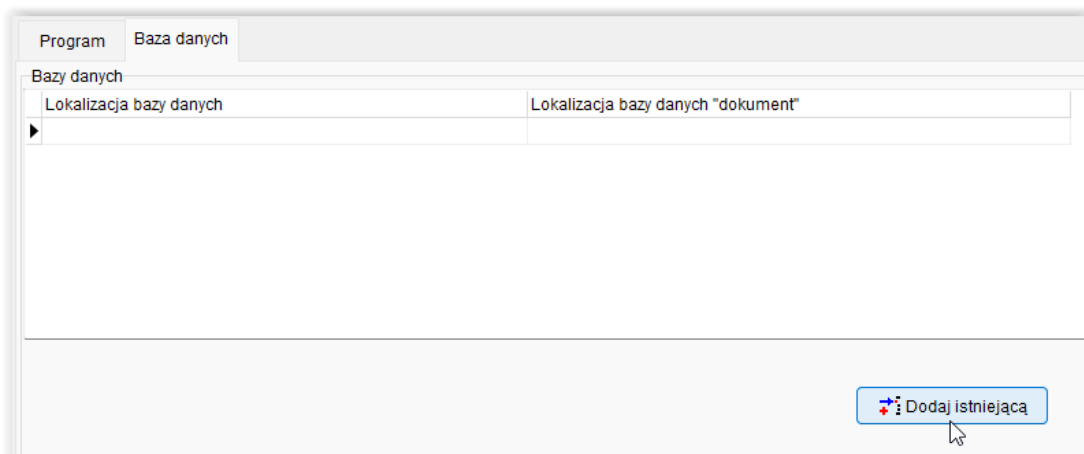 Program Baza danych
Bazy danych
Lokalizacja bazy danych Lokalizacja bazy danych "dokument"
Dodaj istniejącą